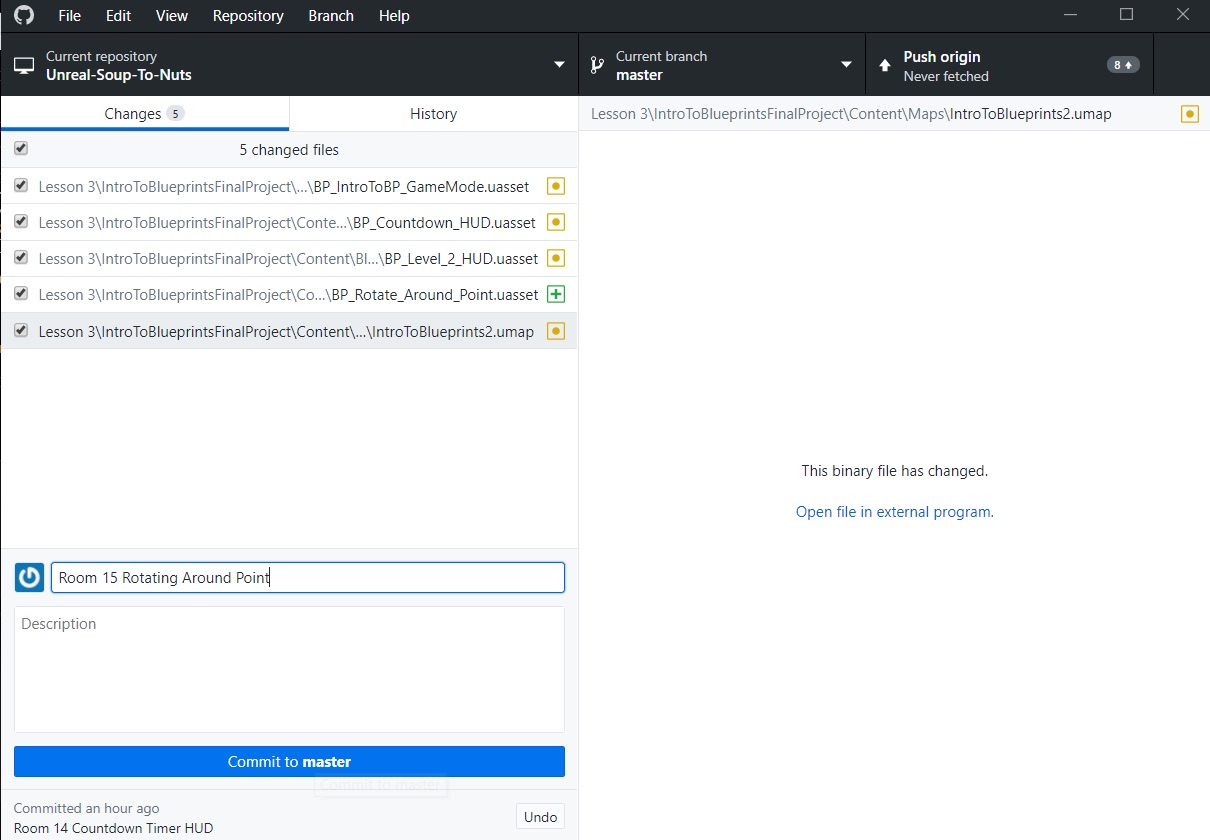 File Edit View Repository Branch Help
Current repository
Unreal-Soup-To-Nuts
Current branch
master
Push origin
Never fetched
8
Changes 5
History
Lesson 3\IntroToBlueprintsFinalProject\Content\Maps\IntroToBlueprints2.umap
5 changed files
Lesson 3\IntroToBlueprintsFinalProject\...\BP_IntroToBP_GameMode.uasset
Lesson 3\IntroToBlueprintsFinalProject\Conte...\BP_Countdown_HUD.uasset
Lesson 3\IntroToBlueprintsFinalProject\Content\Bl...\BP_Level_2_HUD.uasset
Lesson 3\IntroToBlueprintsFinalProject\Co...\BP_Rotate_Around_Point.uasset
Lesson 3\IntroToBlueprintsFinalProject\Content\...\IntroToBlueprints2.umap
This binary file has changed.
Open file in external program.
Room 15 Rotating Around Point
Description
Commit to master
Commit to master
Committed an hour ago
Room 14 Countdown Timer HUD
Undo